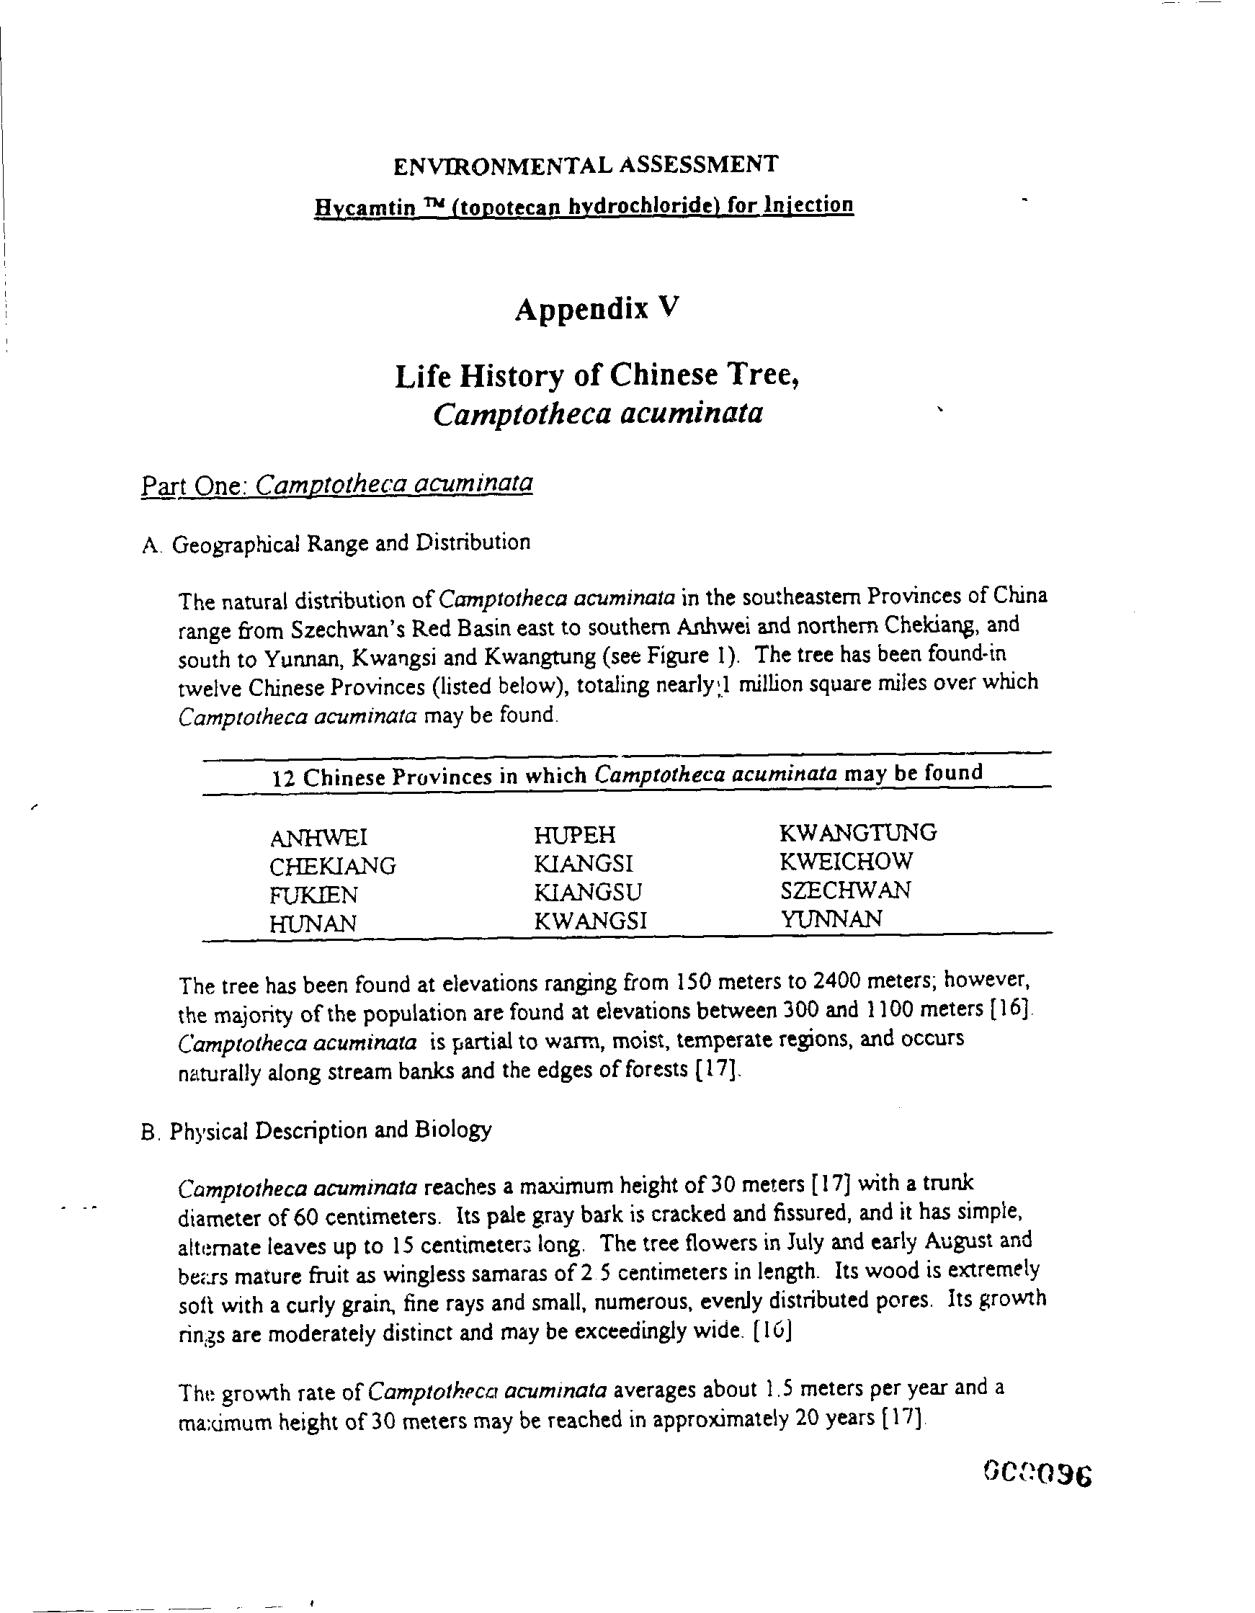 ENVIRONMENTAL ASSESSMENT
Hycamtin ™ (topotecan hydrochloride) for Injection
Appendix V
Life History of Chinese Tree,
Camptotheca acuminata
Part One: Camptotheca acuminata
A. Geographical Range and Distribution
The natural distribution of Camptotheca acuminata in the southeastern Provinces of China
range from Szechwan's Red Basin east to southern Anhwei and northern Chekiang, and
south to Yunnan, Kwangsi and Kwangtung (see Figure 1). The tree has been found in
twelve Chinese Provinces (listed below), totaling nearly 1 million square miles over which
Camptotheca acuminata may be found.
12 Chinese Provinces in which Camptotheca acuminata may be found
ANHWEI HUPEH KWANGTUNG
CHEKIANG KIANGSI KWEICHOW
FUKIEN KIANGSU SZECHWAN
HUNAN KWANGSI YUNNAN
The tree has been found at elevations ranging from 150 meters to 2400 meters; however,
the majority of the population are found at elevations between 300 and 1100 meters [16].
Camptotheca acuminata is partial to warm, moist, temperate regions, and occurs
naturally along stream banks and the edges of forests [17].
B. Physical Description and Biology
Camptotheca acuminata reaches a maximum height of 30 meters [17] with a trunk
diameter of 60 centimeters. Its pale gray bark is cracked and fissured, and it has simple,
alternate leaves up to 15 centimeters long. The tree flowers in July and early August and
bears mature fruit as wingless samaras of 2.5 centimeters in length. Its wood is extremely
soft with a curly grain, fine rays and small, numerous, evenly distributed pores. Its growth
rings are moderately distinct and may be exceedingly wide. [16]
The growth rate of Camptotheca acuminata averages about 1.5 meters per year and a
maximum height of 30 meters may be reached in approximately 20 years [17].
000096